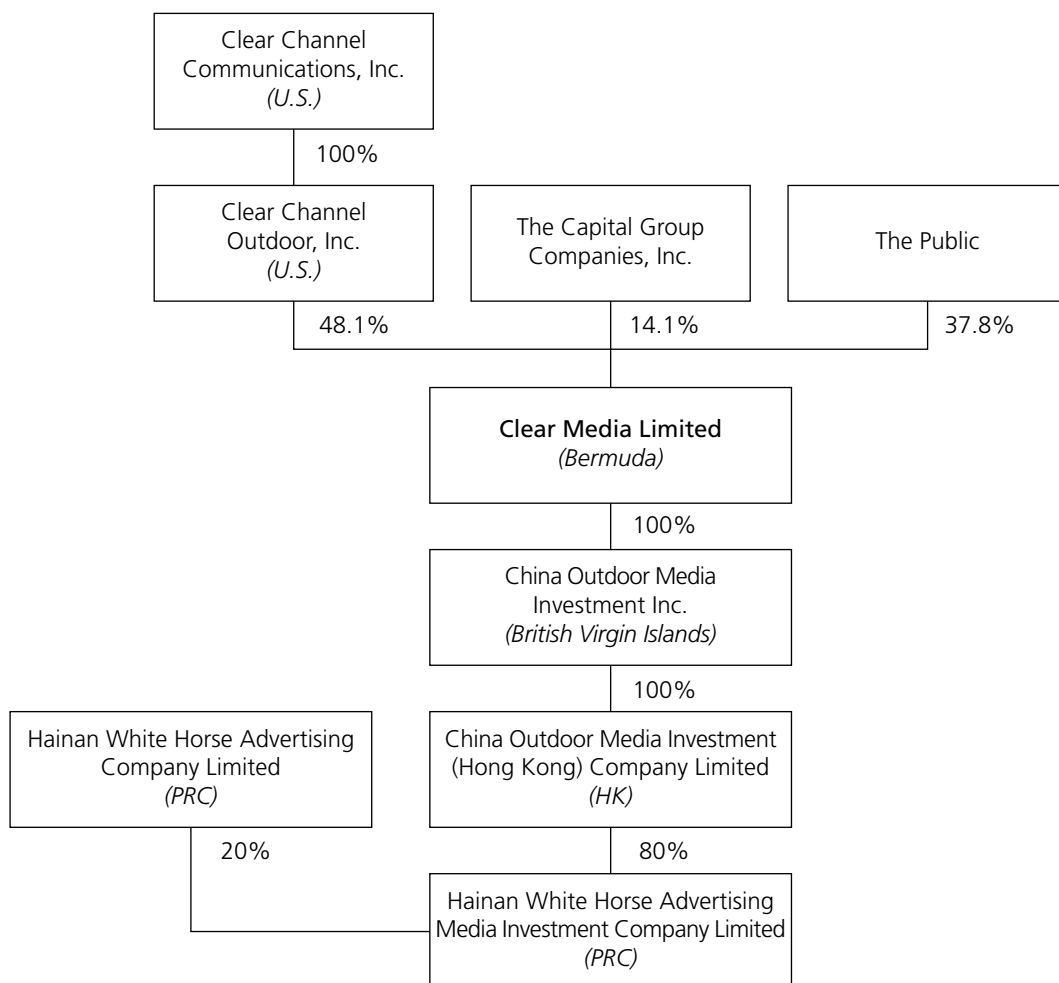 Clear Channel
Communications, Inc.
(U.S.)
100%
Clear Channel
Outdoor, Inc.
(U.S.)
The Capital Group
Companies, Inc.
The Public
48.1%
14.1%
37.8%
Clear Media Limited
(Bermuda)
100%
China Outdoor Media
Investment Inc.
(British Virgin Islands)
100%
Hainan White Horse Advertising
Company Limited
(PRC)
China Outdoor Media Investment
(Hong Kong) Company Limited
(HK)
20%
80%
Hainan White Horse Advertising
Media Investment Company Limited
(PRC)